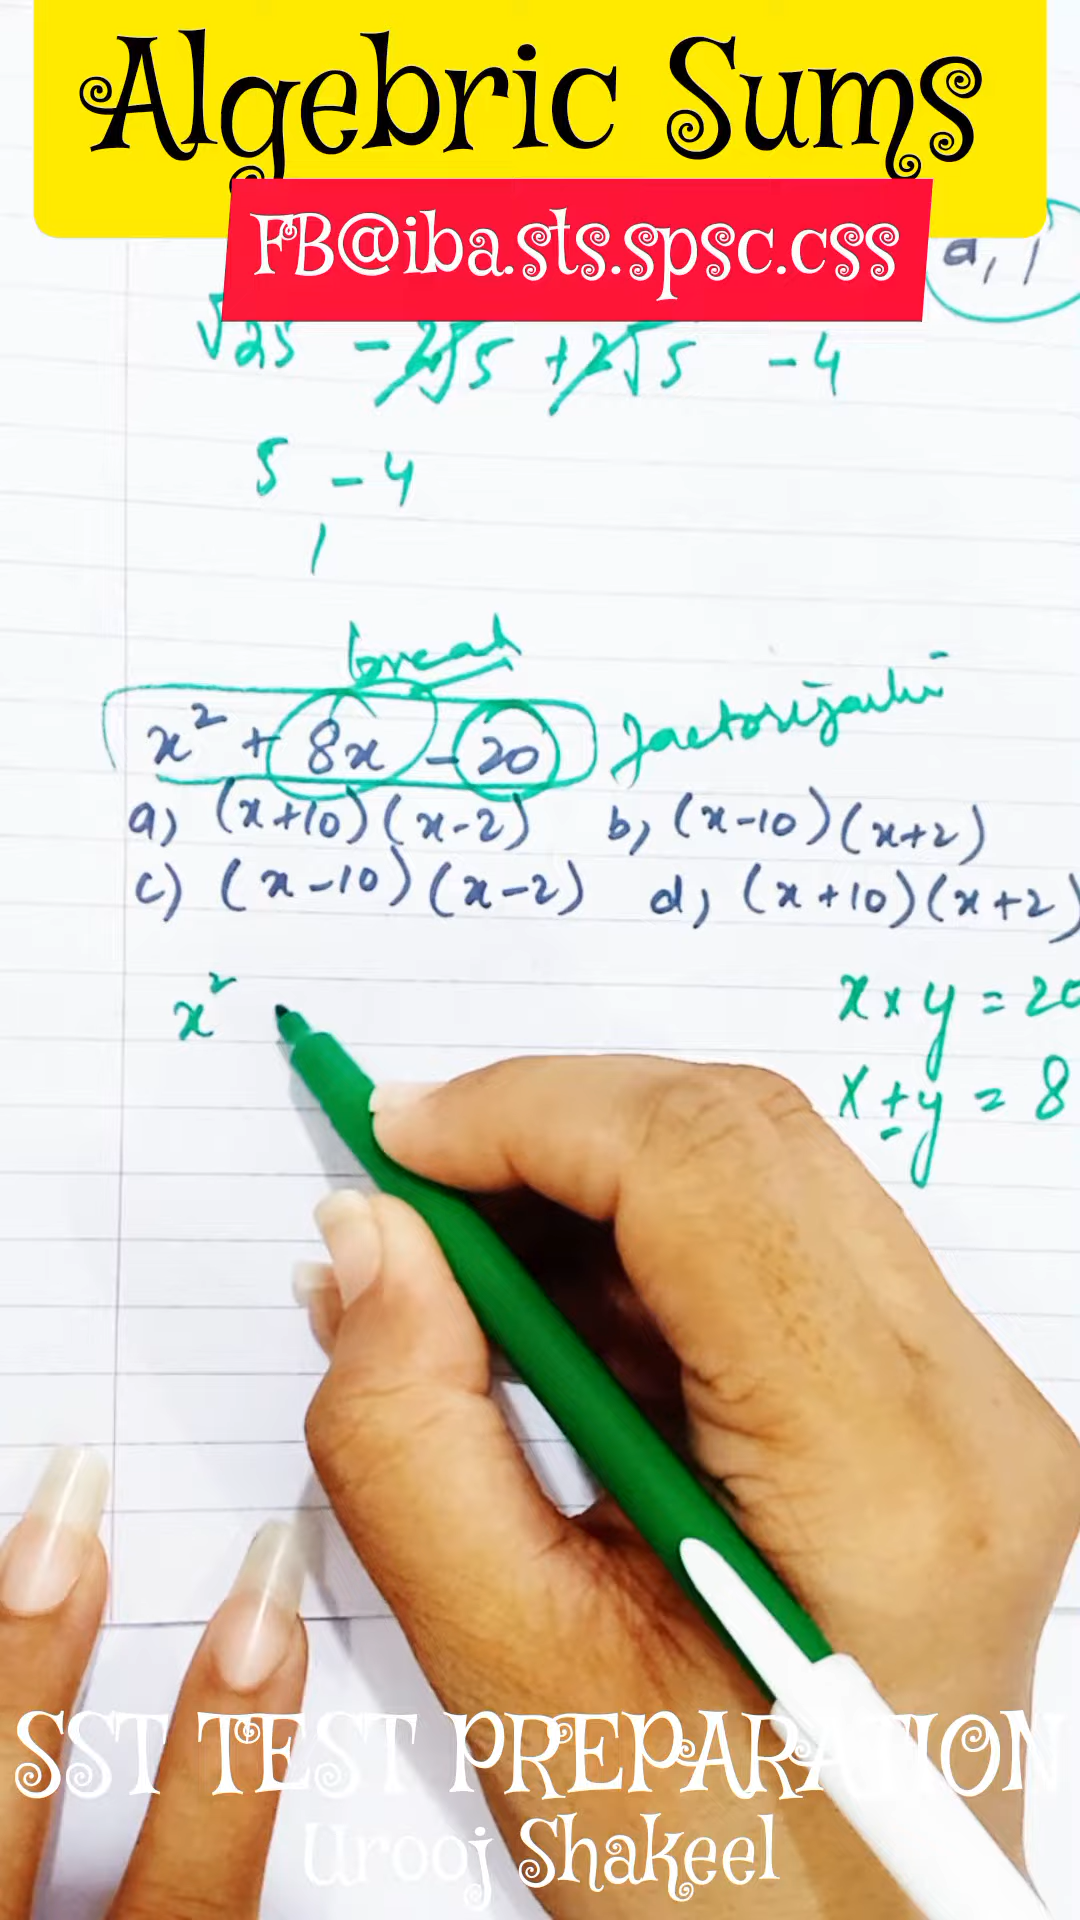 Algebric Sums
FB@iba.sts.spsc.css
a, 1
√25 - 2√5 + 2√5 - 4
5 - 4
1
break
x² + 8x - 20
factorizati
a) (x+10)(x-2) b, (x-10)(x+2)
c) (x-10)(x-2) d, (x+10)(x+2)
x × y = 20
x²
x + y = 8
SST TEST PREPARATION
Urooj Shakeel